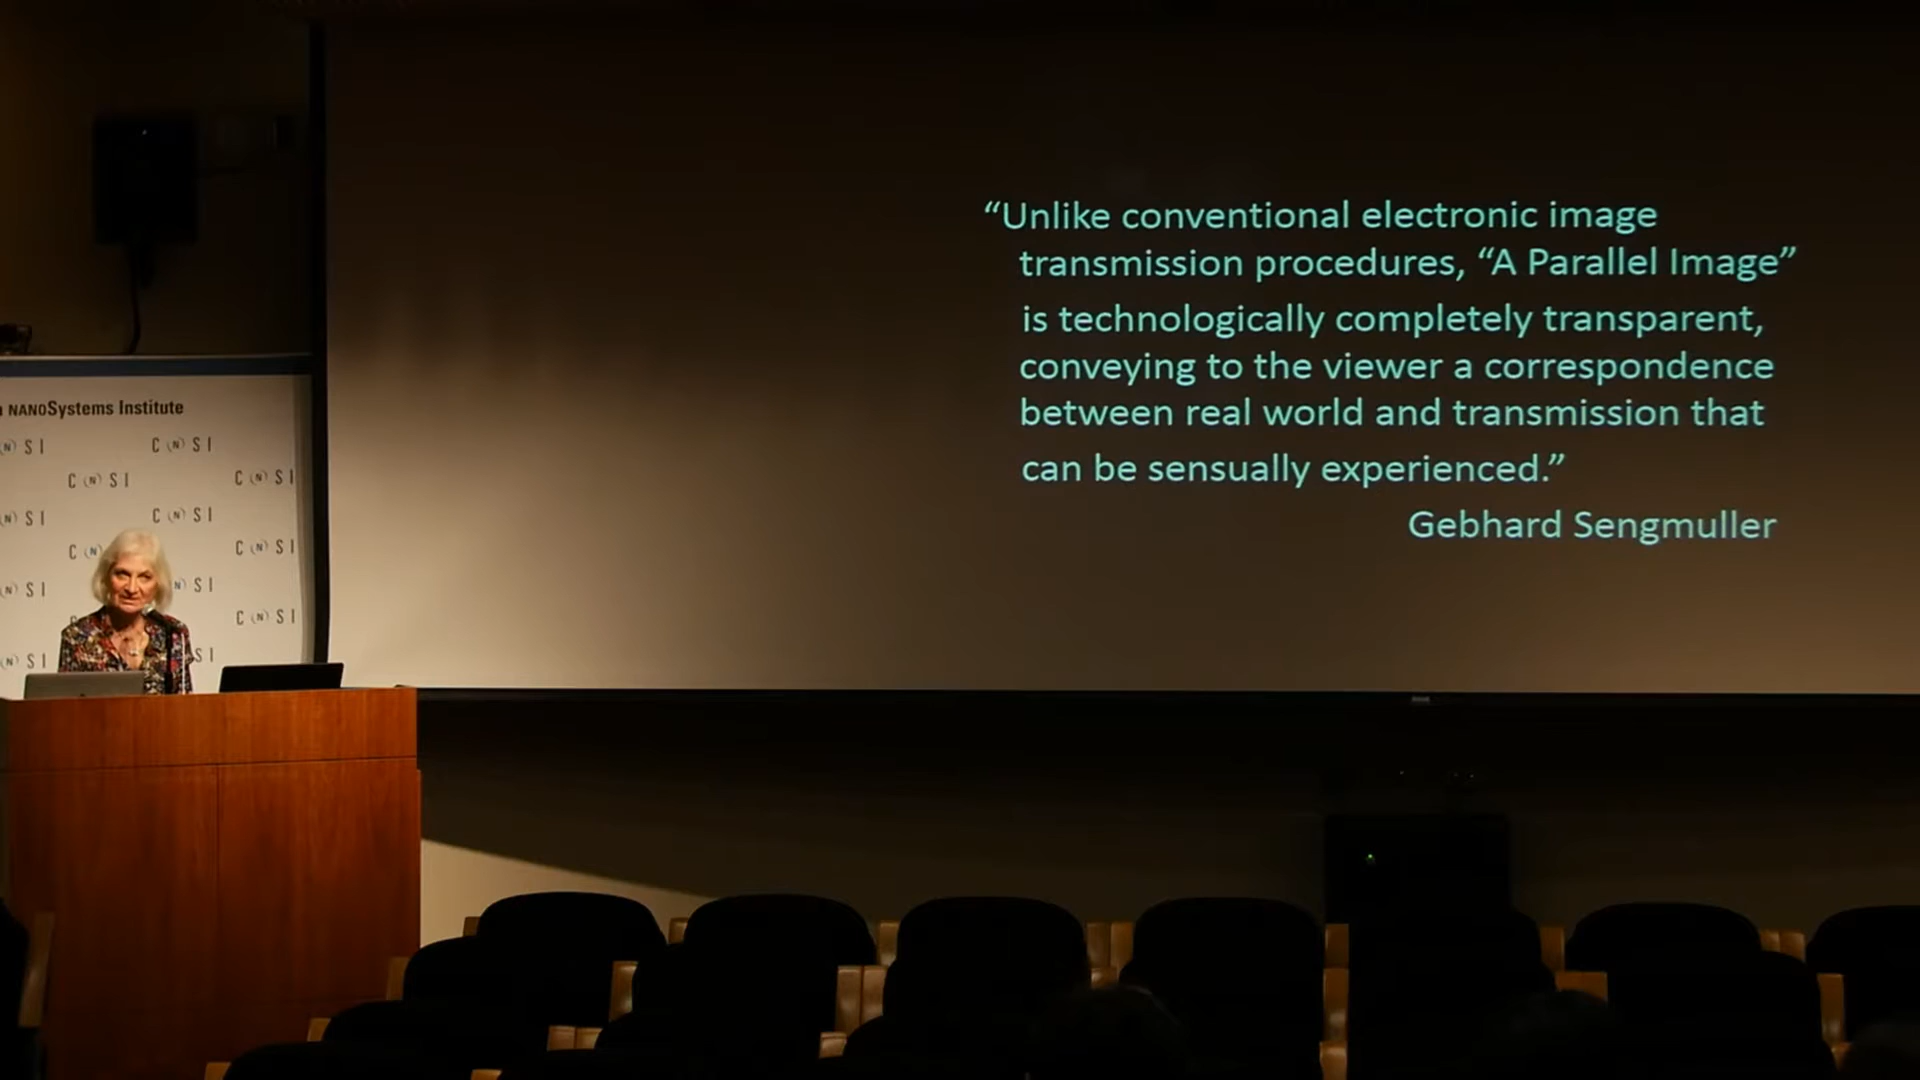 “Unlike conventional electronic image
transmission procedures, “A Parallel Image”
is technologically completely transparent,
conveying to the viewer a correspondence
between real world and transmission that
can be sensually experienced.”
Gebhard Sengmuller
NANOSystems Institute
(N) S I
C (N) S I
C (N) S I
C (N) S I
(N) S I
C (N) S I
C (N)
C (N) S I
(N) S I
N) S I
C (N) S I
(N) S I
S I